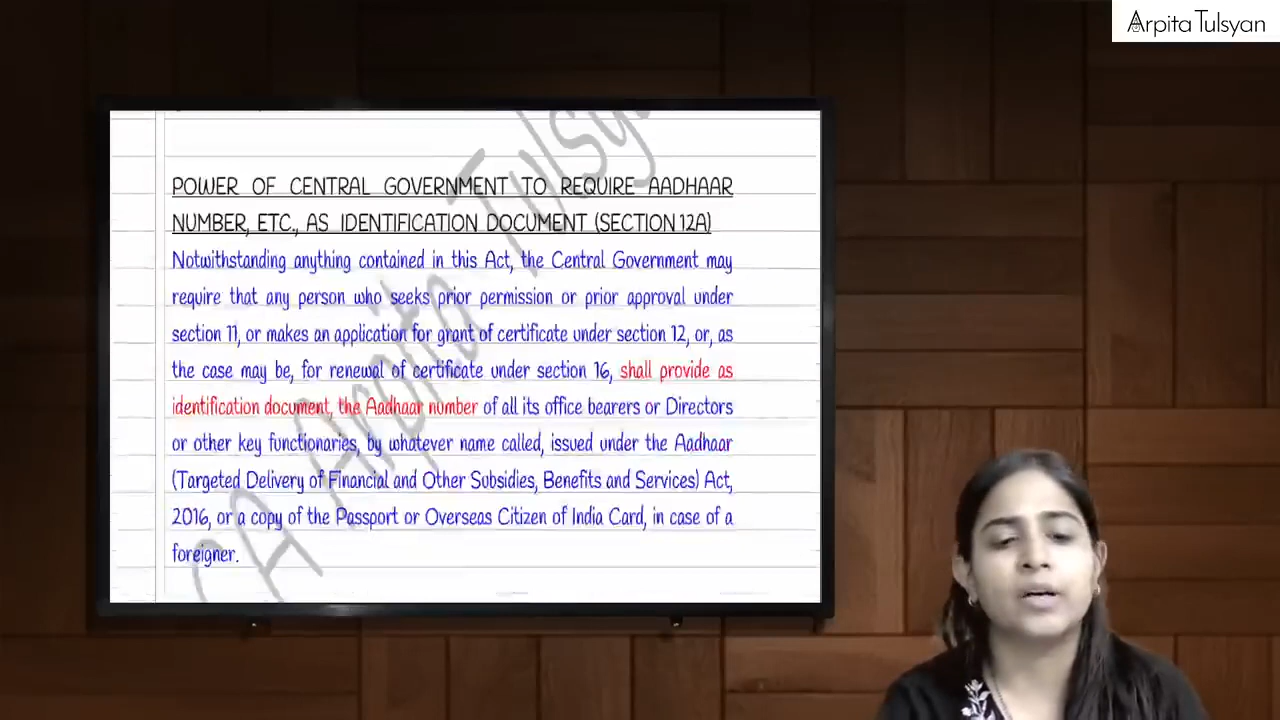 Arpita Tulsyan
POWER OF CENTRAL GOVERNMENT TO REQUIRE AADHAAR
NUMBER, ETC., AS IDENTIFICATION DOCUMENT (SECTION 12A)
Notwithstanding anything contained in this Act, the Central Government may
require that any person who seeks prior permission or prior approval under
section 11, or makes an application for grant of certificate under section 12, or, as
the case may be, for renewal of certificate under section 16, shall provide as
identification document, the Aadhaar number of all its office bearers or Directors
or other key functionaries, by whatever name called, issued under the Aadhaar
(Targeted Delivery of Financial and Other Subsidies, Benefits and Services) Act,
2016, or a copy of the Passport or Overseas Citizen of India Card, in case of a
foreigner.
CA Arpita Tulsy